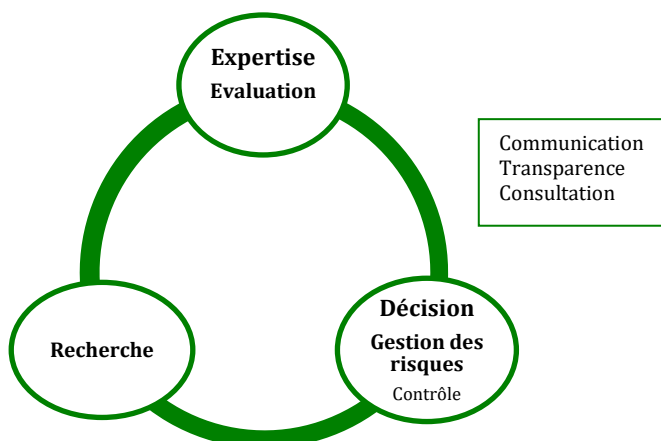 Expertise
Evaluation
Communication
Transparence
Consultation
Recherche
Décision
Gestion des
risques
Contrôle